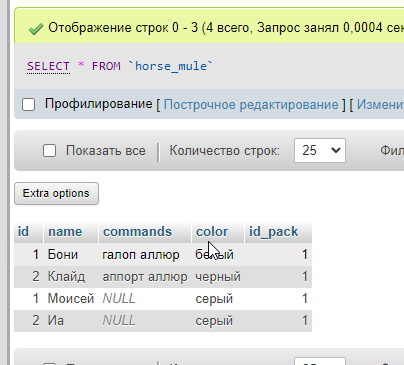 Отображение строк 0 - 3 (4 всего, Запрос занял 0,0004 сек
SELECT * FROM `horse_mule`
Профилирование [ Построчное редактирование ] [ Изменит
Показать все Количество строк: 25 Фил
Extra options
id name commands color id_pack
1 Бони галоп аллюр белый 1
2 Клайд аппорт аллюр черный 1
1 Моисей NULL серый 1
2 Иа NULL серый 1